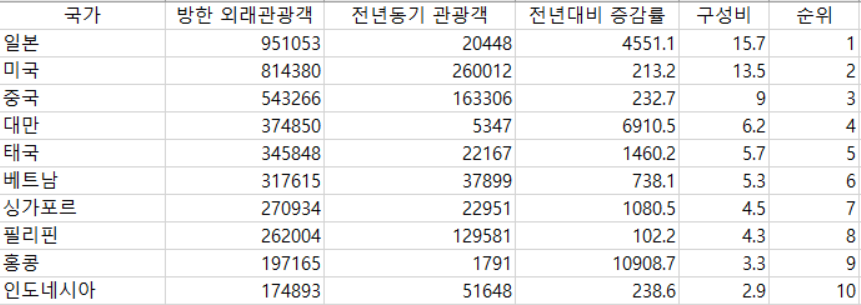 국가 방한 외래관광객 전년동기 관광객 전년대비 증감률 구성비 순위
일본 951053 20448 4551.1 15.7 1
미국 814380 260012 213.2 13.5 2
중국 543266 163306 232.7 9 3
대만 374850 5347 6910.5 6.2 4
태국 345848 22167 1460.2 5.7 5
베트남 317615 37899 738.1 5.3 6
싱가포르 270934 22951 1080.5 4.5 7
필리핀 262004 129581 102.2 4.3 8
홍콩 197165 1791 10908.7 3.3 9
인도네시아 174893 51648 238.6 2.9 10